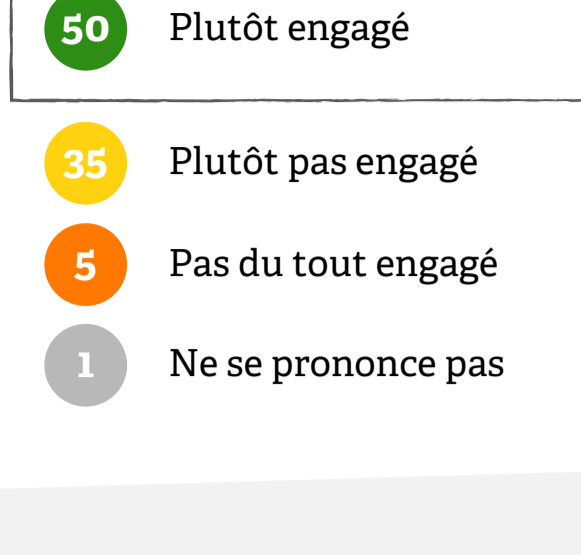 50 Plutôt engagé
35 Plutôt pas engagé
5 Pas du tout engagé
1 Ne se prononce pas